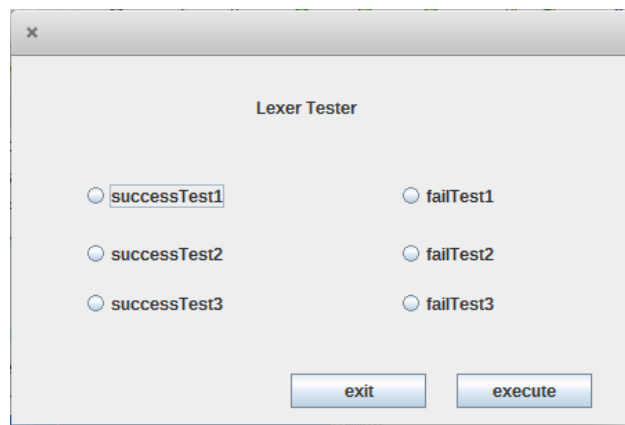 Lexer Tester
successTest1 failTest1
successTest2 failTest2
successTest3 failTest3
exit execute